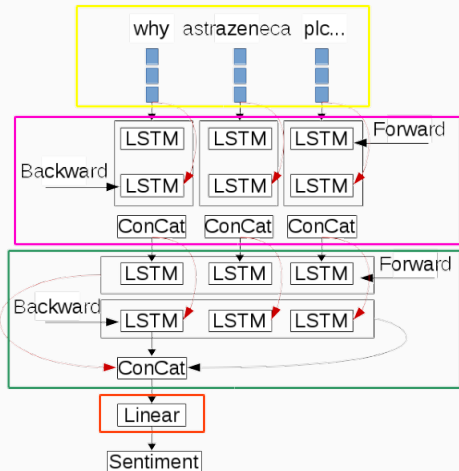 why astrazeneca plc...
LSTM LSTM LSTM Forward
Backward LSTM LSTM LSTM
ConCat ConCat ConCat
LSTM LSTM LSTM Forward
Backward LSTM LSTM LSTM
ConCat
Linear
Sentiment